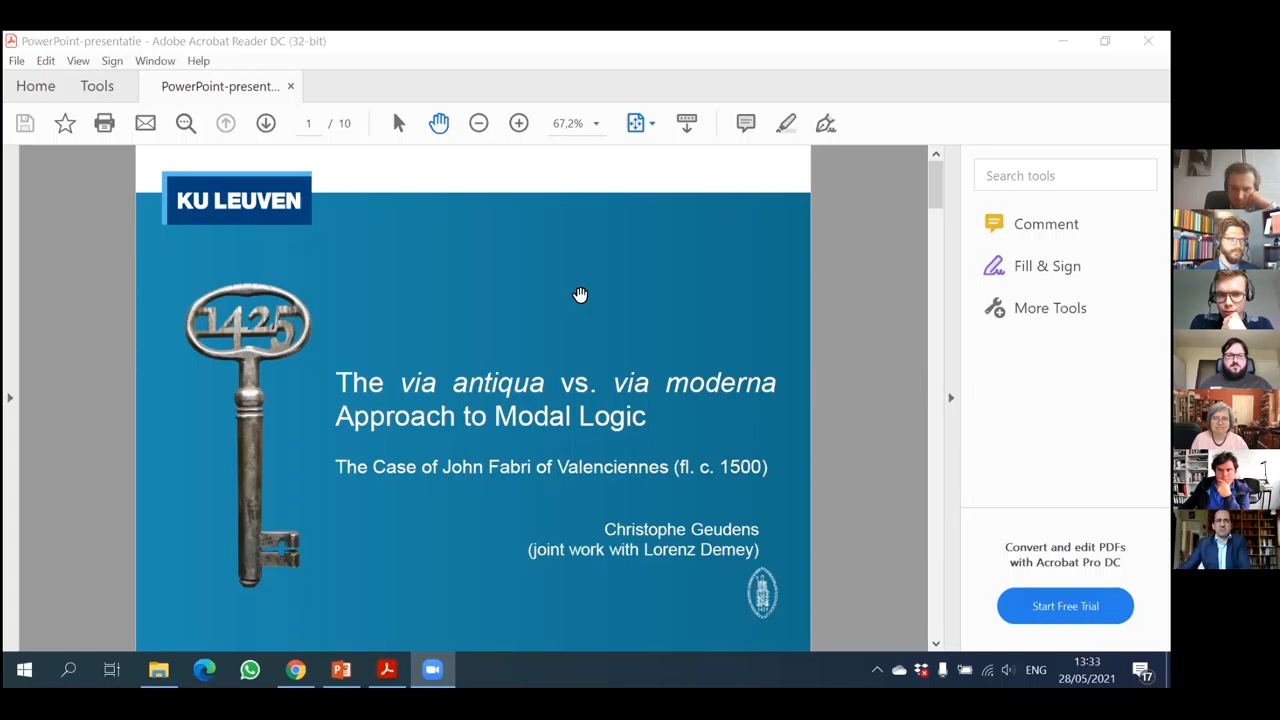 PowerPoint-presentatie - Adobe Acrobat Reader DC (32-bit)
File Edit View Sign Window Help
Home Tools PowerPoint-present... ×
1 / 10 67,2%
KU LEUVEN
Search tools
Comment
Fill & Sign
More Tools
1425
The via antiqua vs. via moderna
Approach to Modal Logic
The Case of John Fabri of Valenciennes (fl. c. 1500)
Christophe Geudens
(joint work with Lorenz Demey)
Convert and edit PDFs
with Acrobat Pro DC
Start Free Trial
ENG
13:33
28/05/2021
17